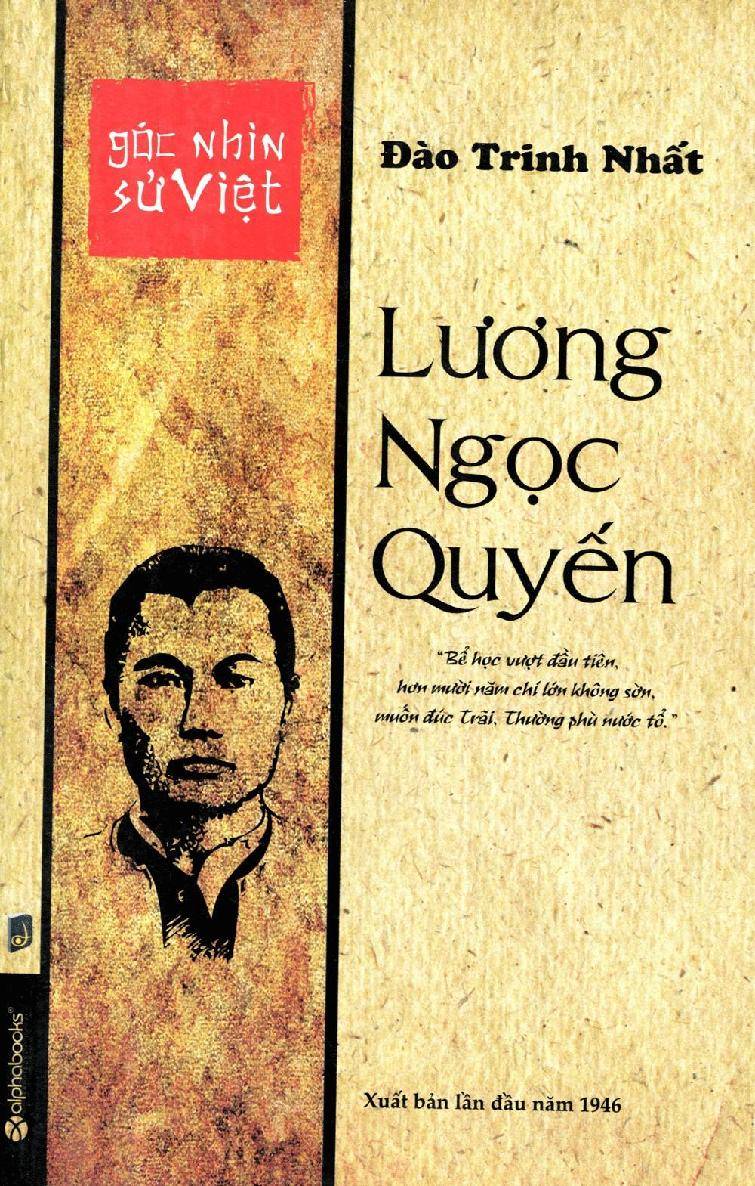 góc nhìn
sử Việt
Đào Trinh Nhất
Lương
Ngọc
Quyến
"Bể học vượt đầu tiên,
hơn mười năm chí lớn không sờn,
muốn đúc Trãi, Thường phù nước tổ."
Xuất bản lần đầu năm 1946
alphabooks®